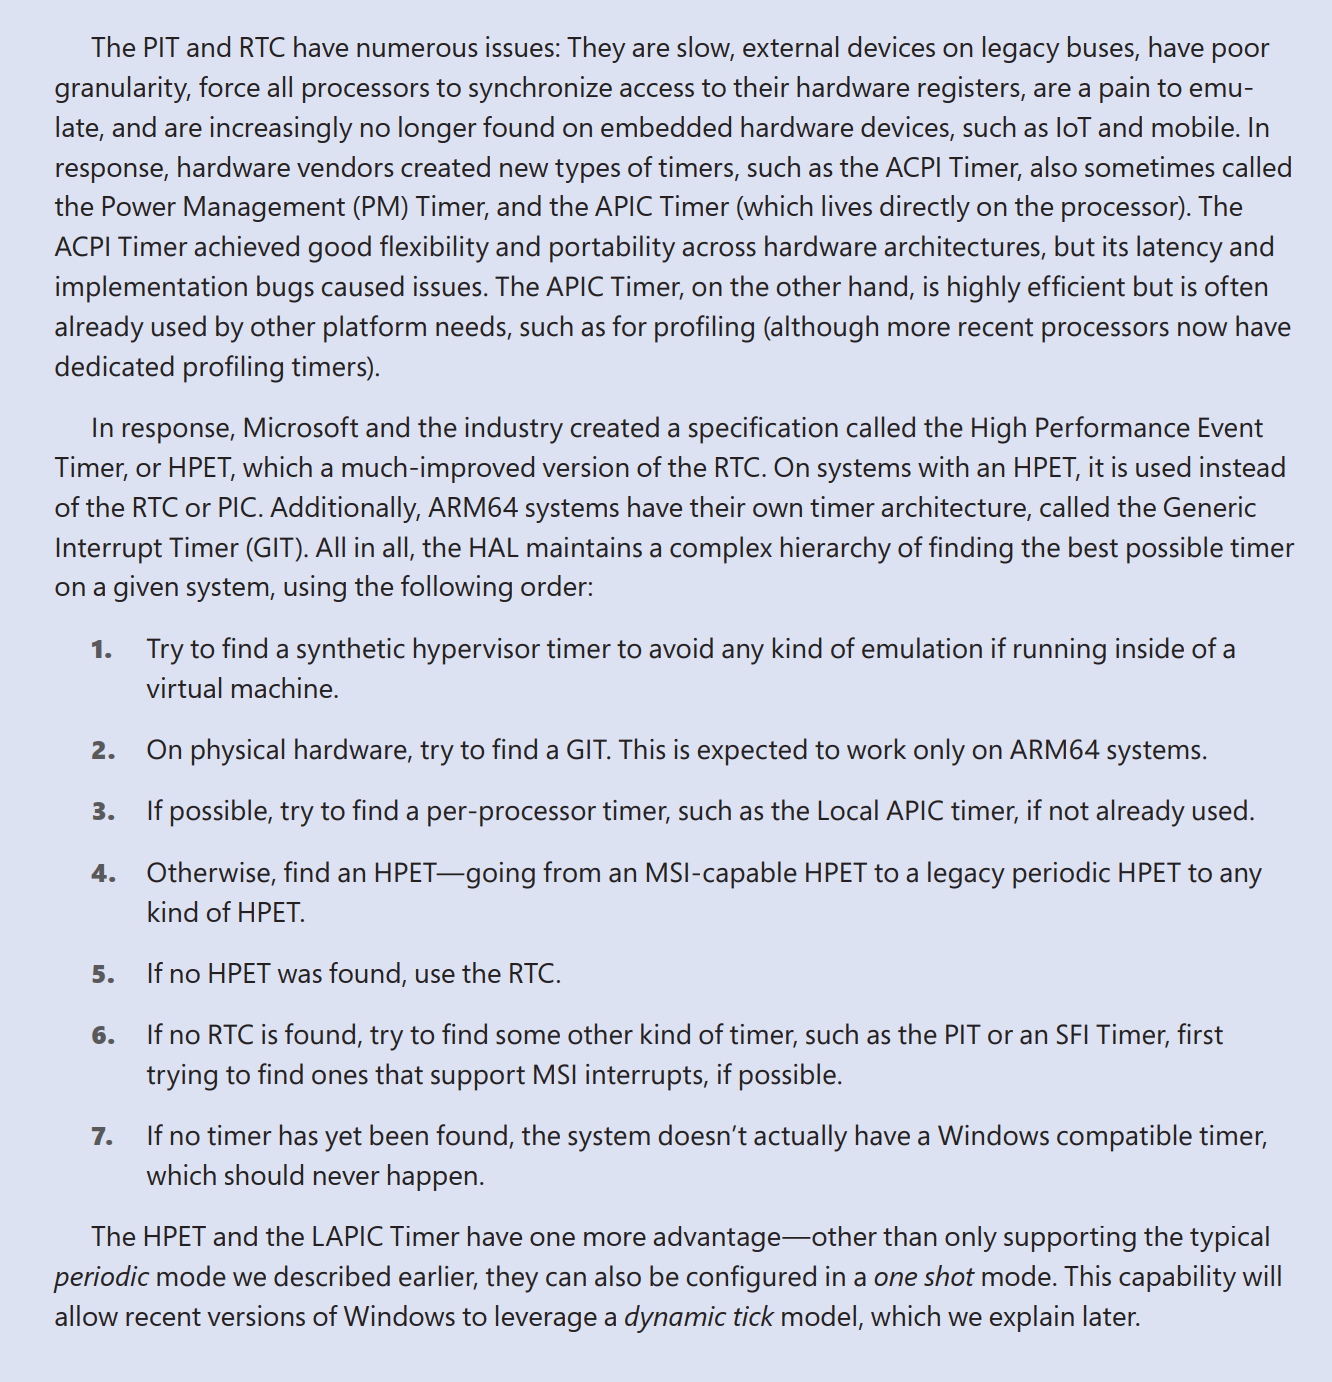 The PIT and RTC have numerous issues: They are slow, external devices on legacy buses, have poor
granularity, force all processors to synchronize access to their hardware registers, are a pain to emu-
late, and are increasingly no longer found on embedded hardware devices, such as IoT and mobile. In
response, hardware vendors created new types of timers, such as the ACPI Timer, also sometimes called
the Power Management (PM) Timer, and the APIC Timer (which lives directly on the processor). The
ACPI Timer achieved good flexibility and portability across hardware architectures, but its latency and
implementation bugs caused issues. The APIC Timer, on the other hand, is highly efficient but is often
already used by other platform needs, such as for profiling (although more recent processors now have
dedicated profiling timers).
In response, Microsoft and the industry created a specification called the High Performance Event
Timer, or HPET, which a much-improved version of the RTC. On systems with an HPET, it is used instead
of the RTC or PIC. Additionally, ARM64 systems have their own timer architecture, called the Generic
Interrupt Timer (GIT). All in all, the HAL maintains a complex hierarchy of finding the best possible timer
on a given system, using the following order:
1. Try to find a synthetic hypervisor timer to avoid any kind of emulation if running inside of a
virtual machine.
2. On physical hardware, try to find a GIT. This is expected to work only on ARM64 systems.
3. If possible, try to find a per-processor timer, such as the Local APIC timer, if not already used.
4. Otherwise, find an HPET—going from an MSI-capable HPET to a legacy periodic HPET to any
kind of HPET.
5. If no HPET was found, use the RTC.
6. If no RTC is found, try to find some other kind of timer, such as the PIT or an SFI Timer, first
trying to find ones that support MSI interrupts, if possible.
7. If no timer has yet been found, the system doesn’t actually have a Windows compatible timer,
which should never happen.
The HPET and the LAPIC Timer have one more advantage—other than only supporting the typical
periodic mode we described earlier, they can also be configured in a one shot mode. This capability will
allow recent versions of Windows to leverage a dynamic tick model, which we explain later.